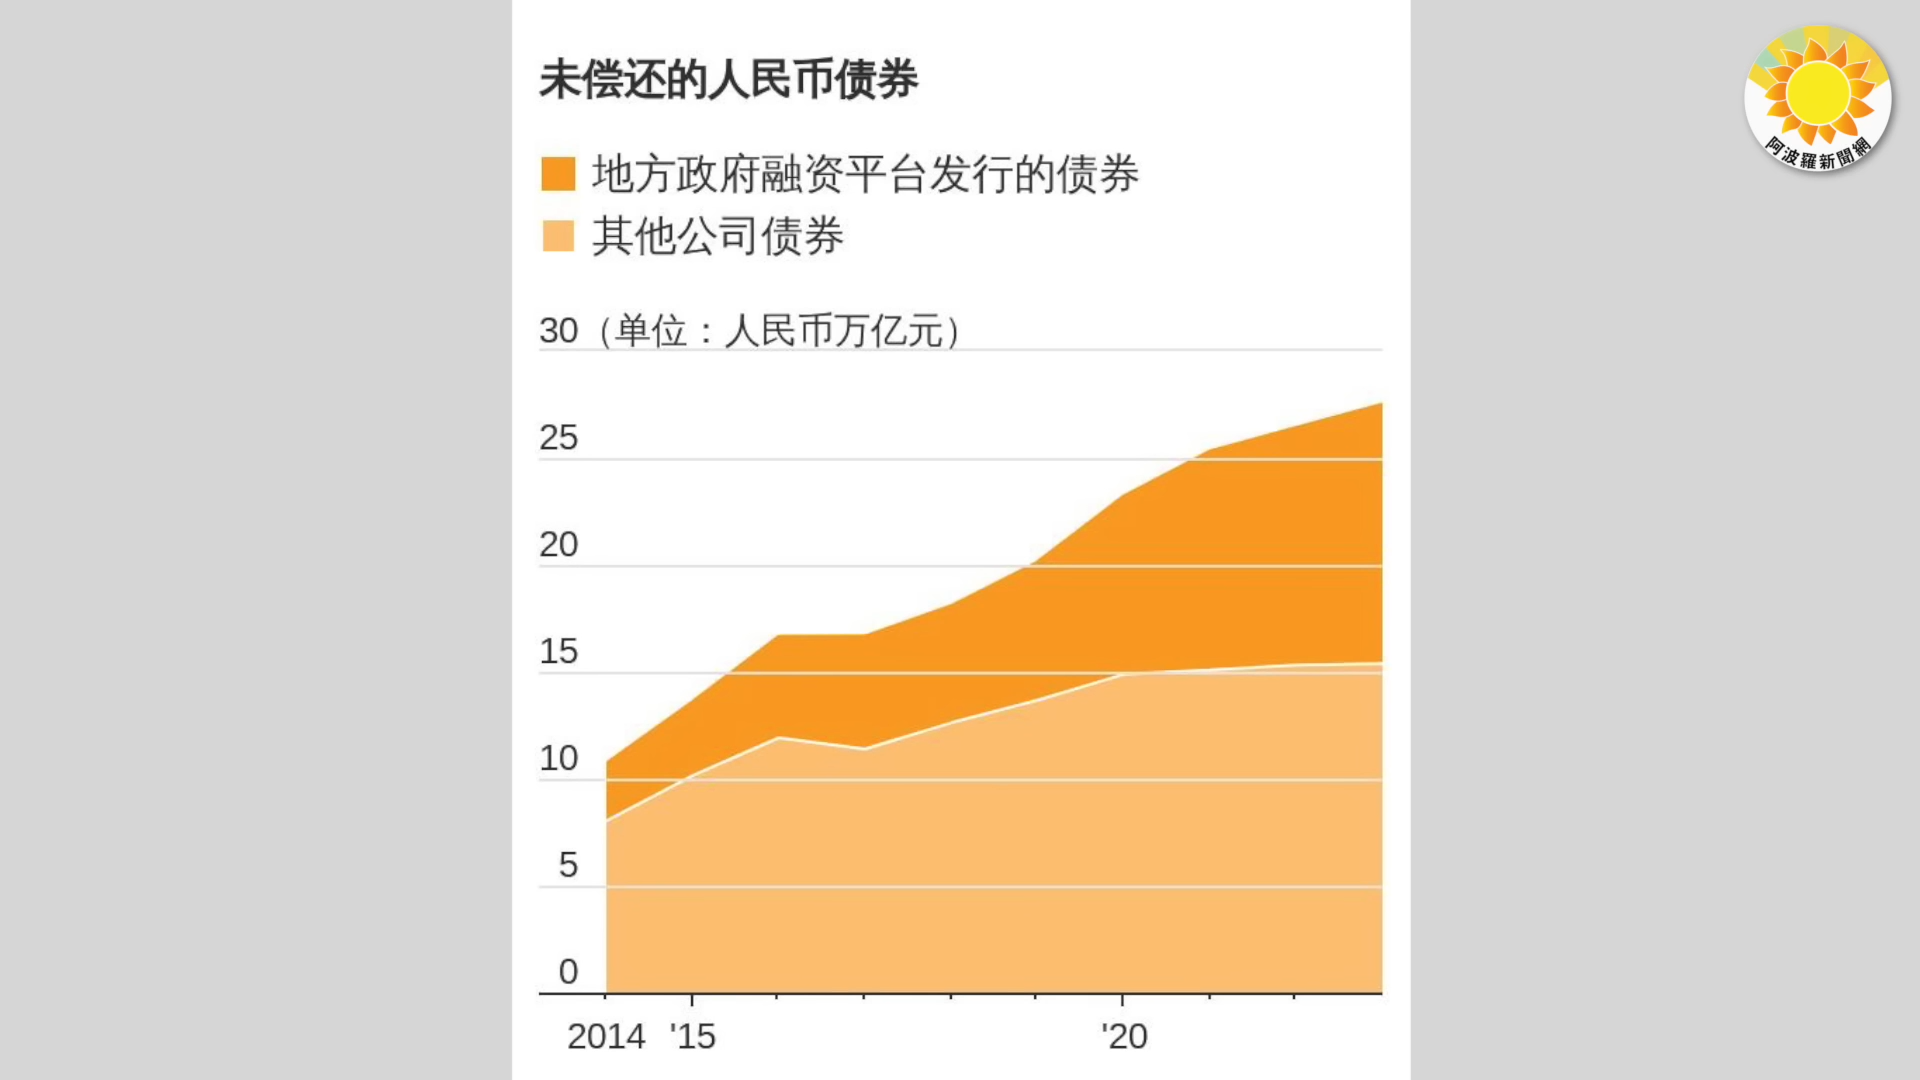 未偿还的人民币债券
阿波羅新聞網
地方政府融资平台发行的债券
其他公司债券
30（单位：人民币万亿元）
25
20
15
10
5
0
2014 '15 '20